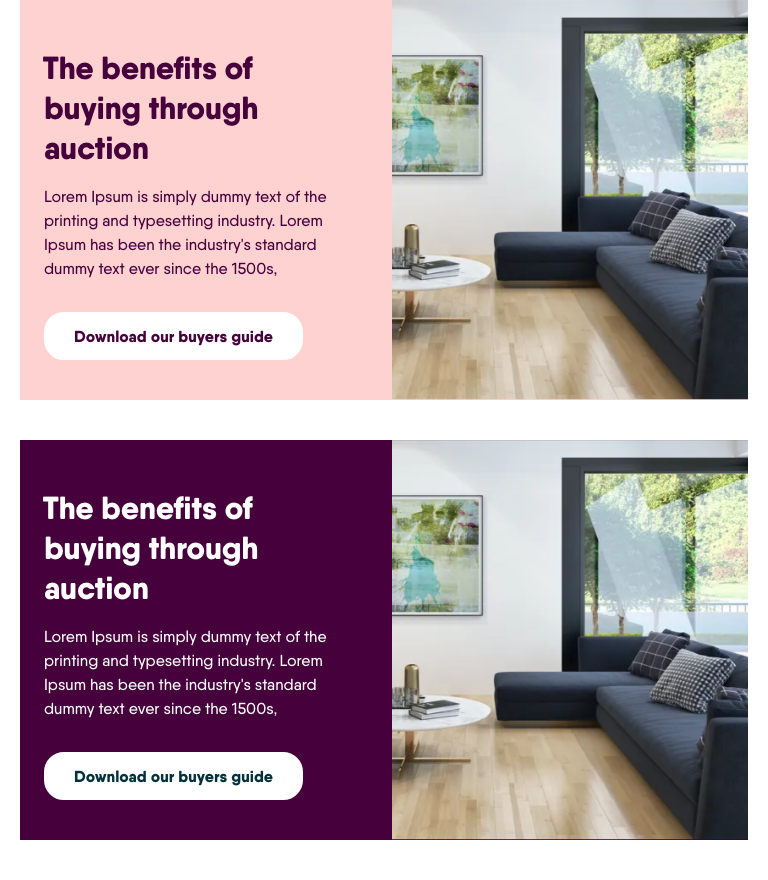 The benefits of
buying through
auction
Lorem Ipsum is simply dummy text of the
printing and typesetting industry. Lorem
Ipsum has been the industry's standard
dummy text ever since the 1500s,
Download our buyers guide
The benefits of
buying through
auction
Lorem Ipsum is simply dummy text of the
printing and typesetting industry. Lorem
Ipsum has been the industry's standard
dummy text ever since the 1500s,
Download our buyers guide